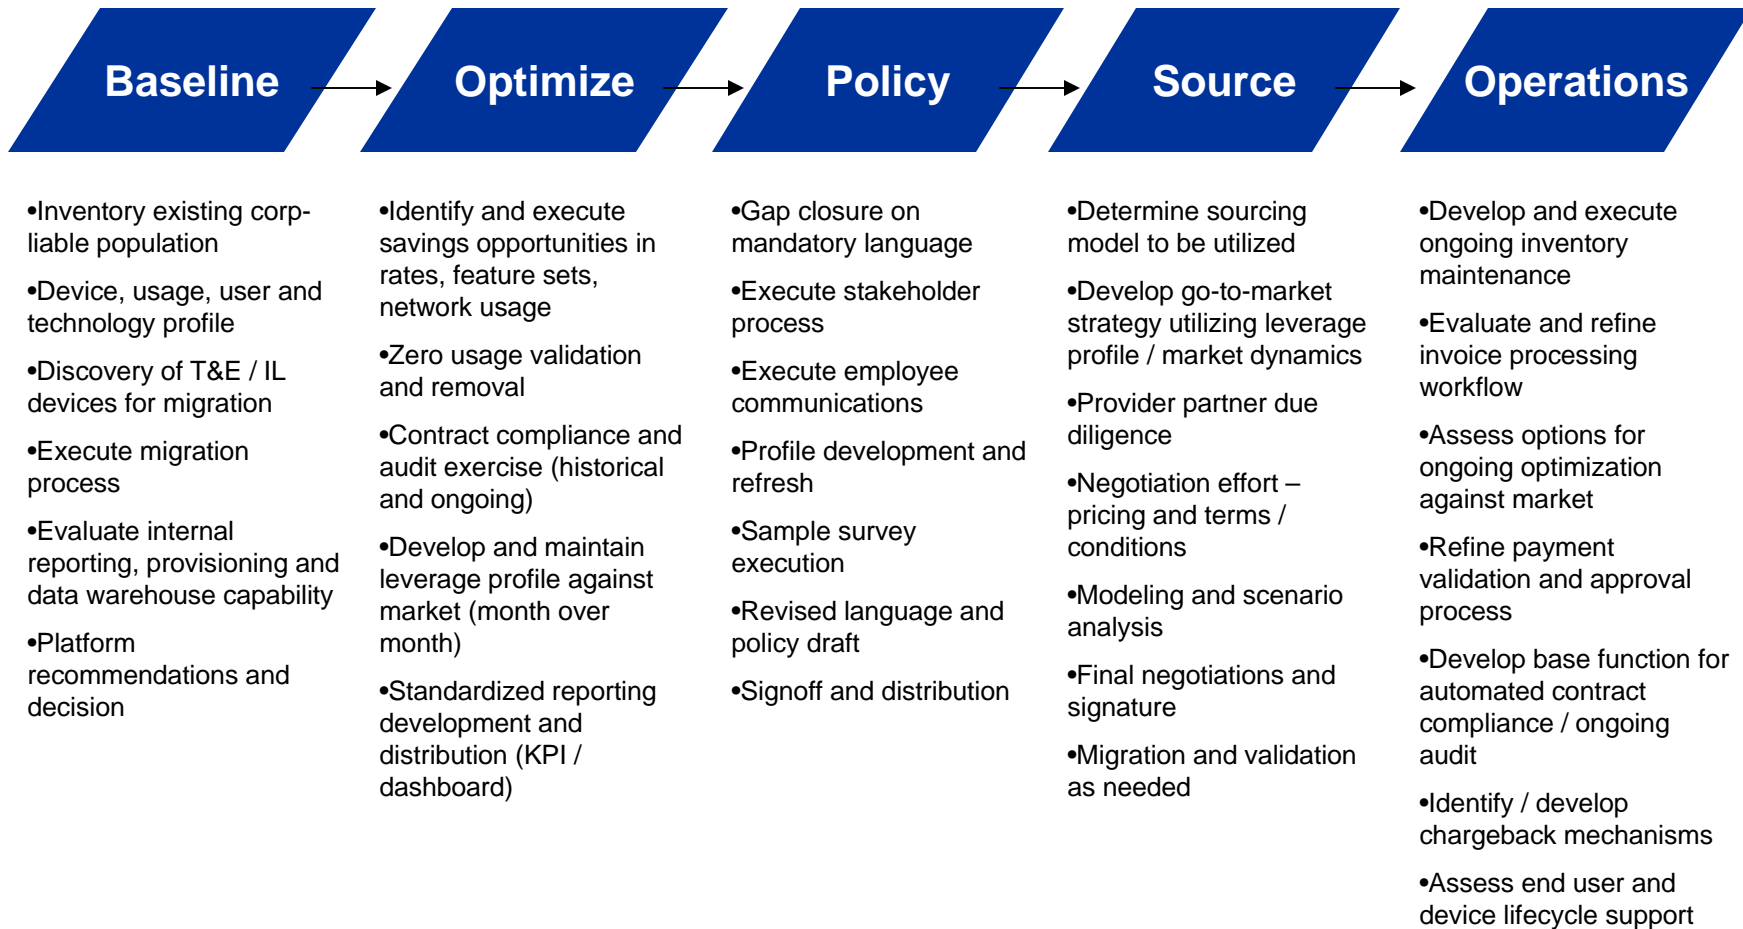 Baseline
Optimize
Policy
Source
Operations
•Inventory existing corp-
liable population
•Device, usage, user and
technology profile
•Discovery of T&E / IL
devices for migration
•Execute migration
process
•Evaluate internal
reporting, provisioning and
data warehouse capability
•Platform
recommendations and
decision
•Identify and execute
savings opportunities in
rates, feature sets,
network usage
•Zero usage validation
and removal
•Contract compliance and
audit exercise (historical
and ongoing)
•Develop and maintain
leverage profile against
market (month over
month)
•Standardized reporting
development and
distribution (KPI /
dashboard)
•Gap closure on
mandatory language
•Execute stakeholder
process
•Execute employee
communications
•Profile development and
refresh
•Sample survey
execution
•Revised language and
policy draft
•Signoff and distribution
•Determine sourcing
model to be utilized
•Develop go-to-market
strategy utilizing leverage
profile / market dynamics
•Provider partner due
diligence
•Negotiation effort –
pricing and terms /
conditions
•Modeling and scenario
analysis
•Final negotiations and
signature
•Migration and validation
as needed
•Develop and execute
ongoing inventory
maintenance
•Evaluate and refine
invoice processing
workflow
•Assess options for
ongoing optimization
against market
•Refine payment
validation and approval
process
•Develop base function for
automated contract
compliance / ongoing
audit
•Identify / develop
chargeback mechanisms
•Assess end user and
device lifecycle support